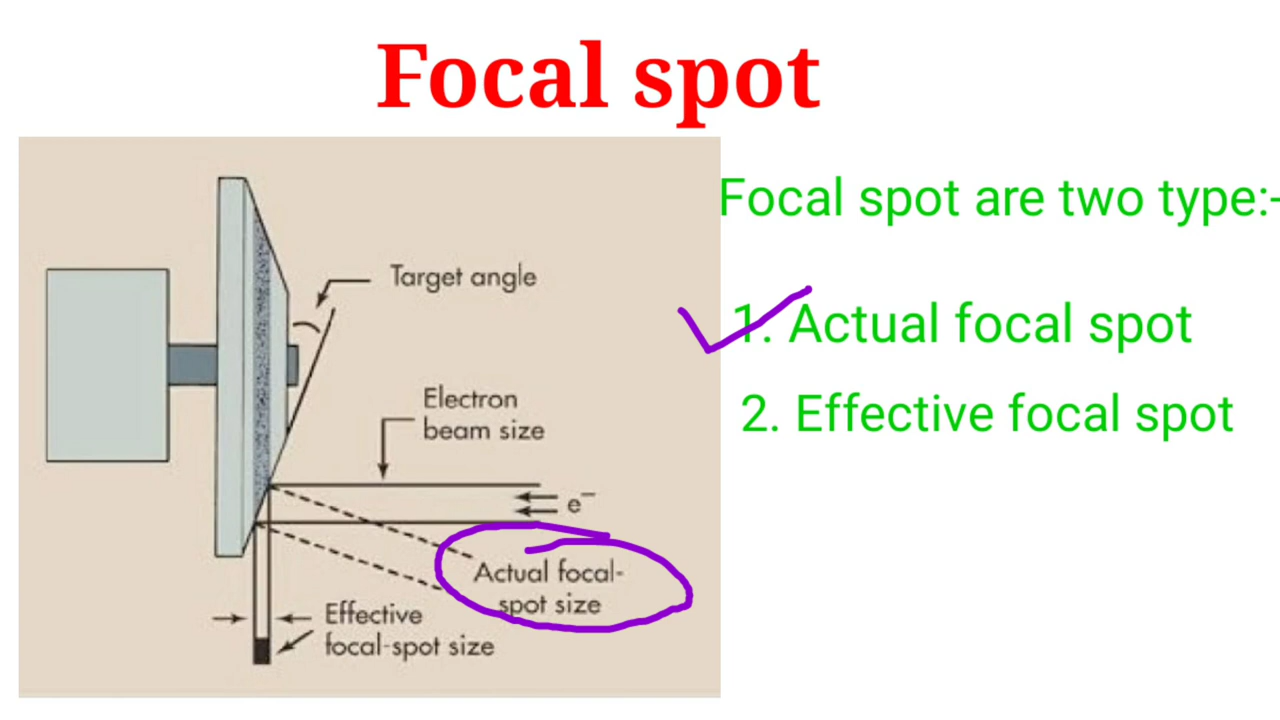 Focal spot
Focal spot are two type:-
1. Actual focal spot
2. Effective focal spot
Target angle
Electron
beam size
e−
Actual focal-
spot size
Effective
focal-spot size